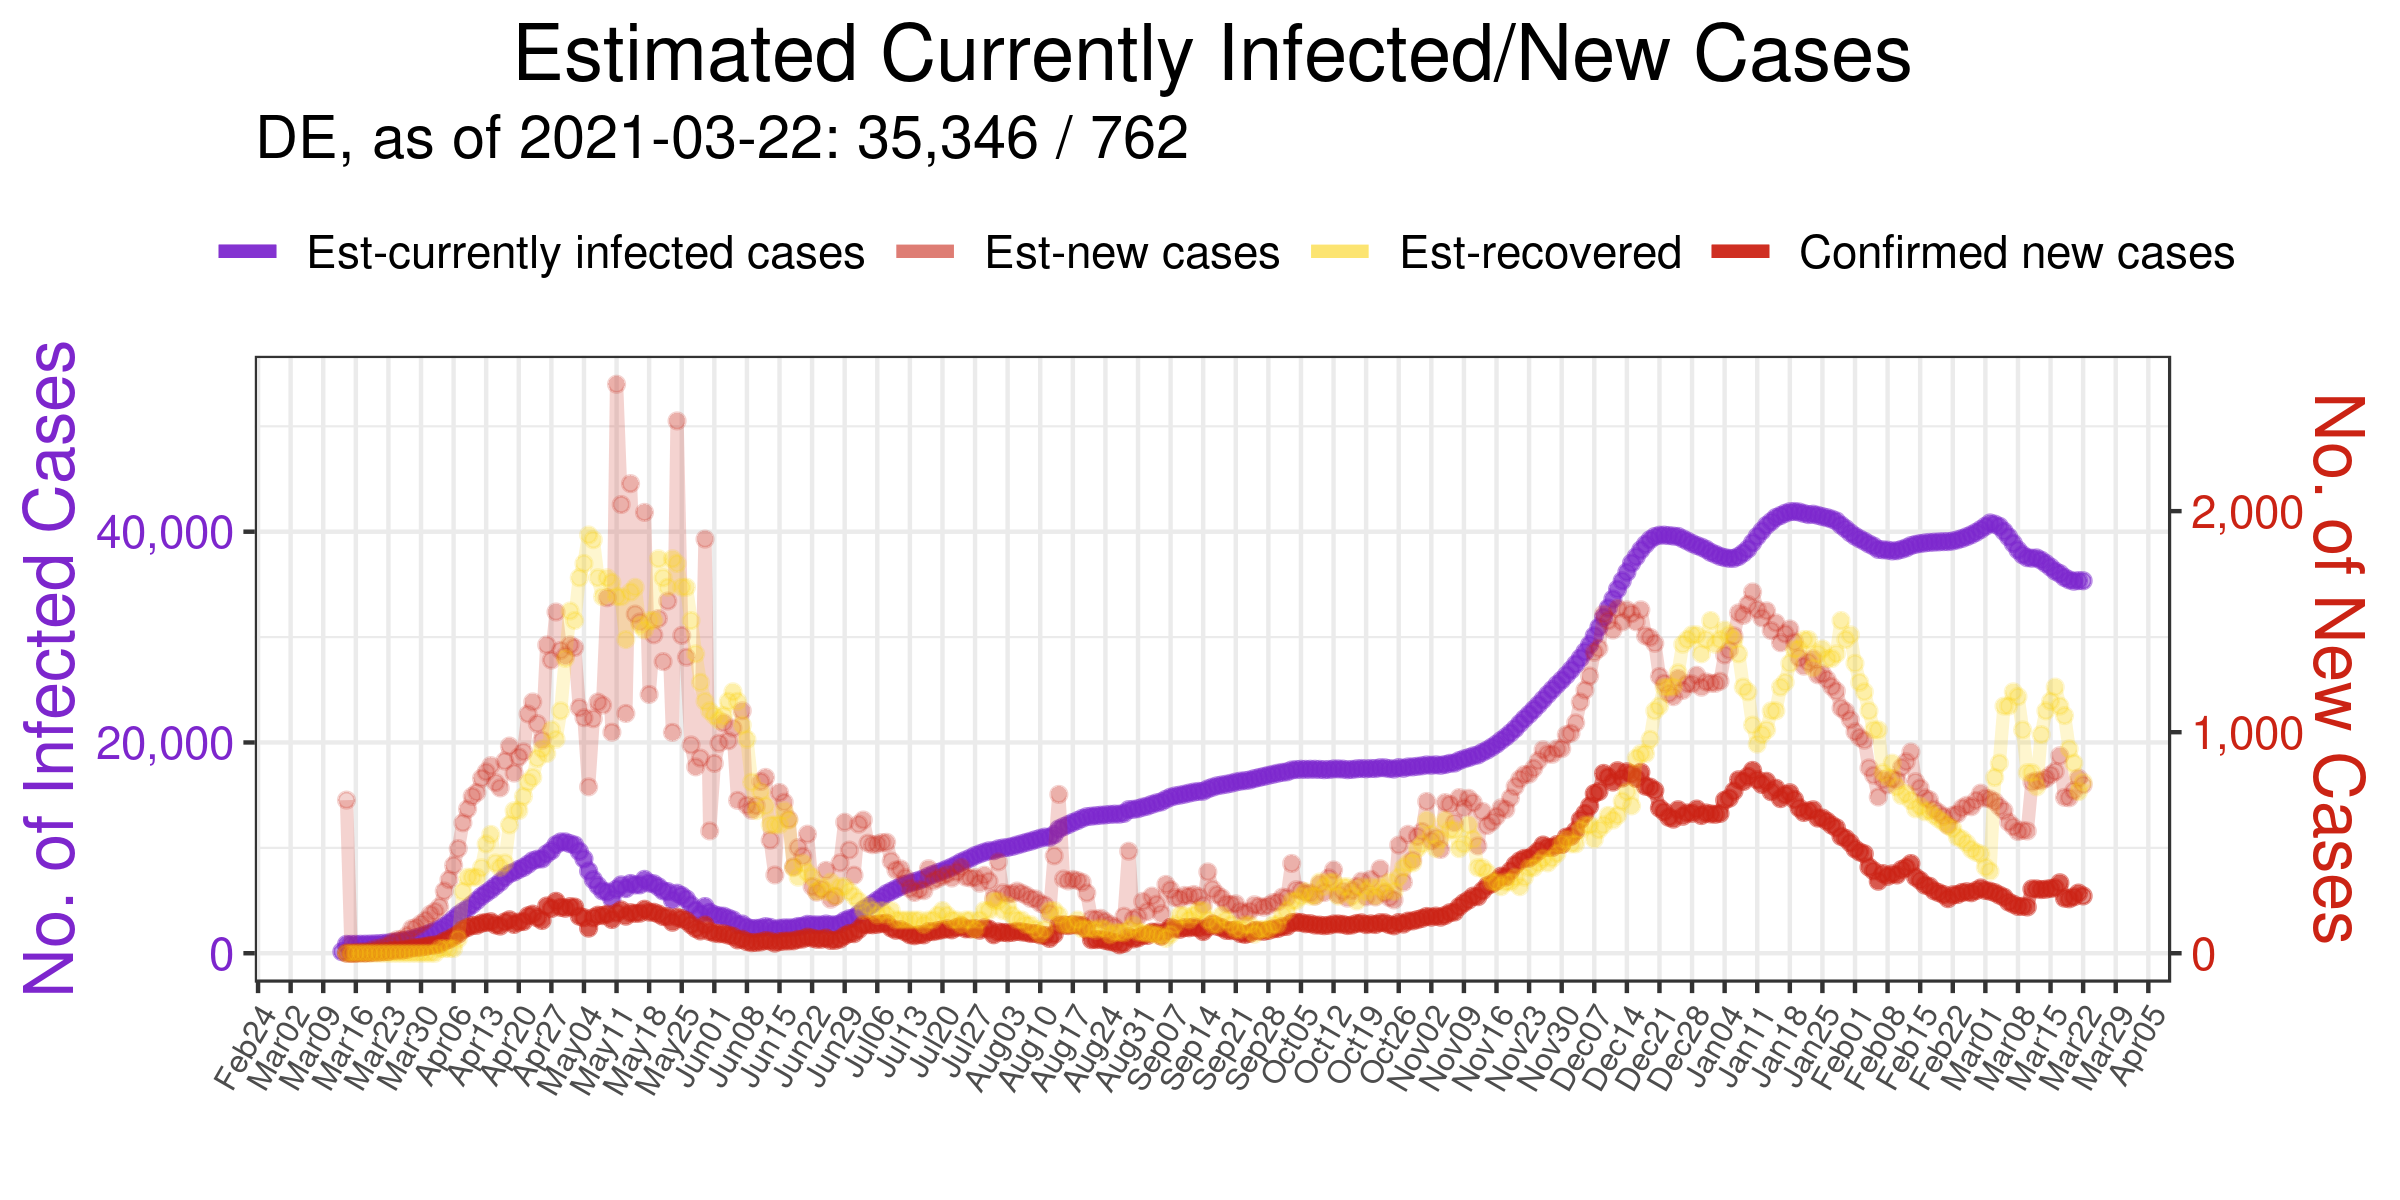 Estimated Currently Infected/New Cases
DE, as of 2021-03-22: 35,346 / 762
Est-currently infected cases Est-new cases Est-recovered Confirmed new cases
No. of Infected Cases
40,000
20,000
0
2,000
1,000
0
No. of New Cases
Feb24 Mar02 Mar09 Mar16 Mar23 Mar30 Apr06 Apr13 Apr20 Apr27 May04 May11 May18 May25 Jun01 Jun08 Jun15 Jun22 Jun29 Jul06 Jul13 Jul20 Jul27 Aug03 Aug10 Aug17 Aug24 Aug31 Sep07 Sep14 Sep21 Sep28 Oct05 Oct12 Oct19 Oct26 Nov02 Nov09 Nov16 Nov23 Nov30 Dec07 Dec14 Dec21 Dec28 Jan04 Jan11 Jan18 Jan25 Feb01 Feb08 Feb15 Feb22 Mar01 Mar08 Mar15 Mar22 Mar29 Apr05